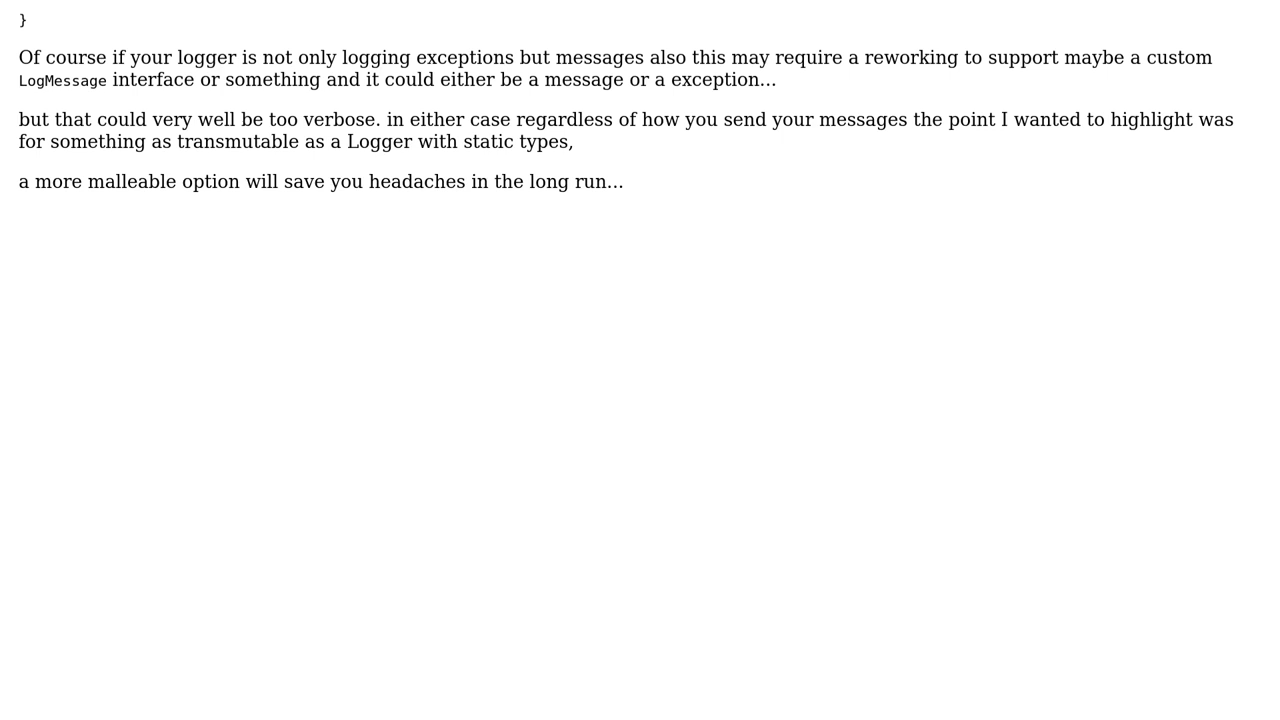 }
Of course if your logger is not only logging exceptions but messages also this may require a reworking to support maybe a custom
LogMessage interface or something and it could either be a message or a exception...
but that could very well be too verbose. in either case regardless of how you send your messages the point I wanted to highlight was
for something as transmutable as a Logger with static types,
a more malleable option will save you headaches in the long run...